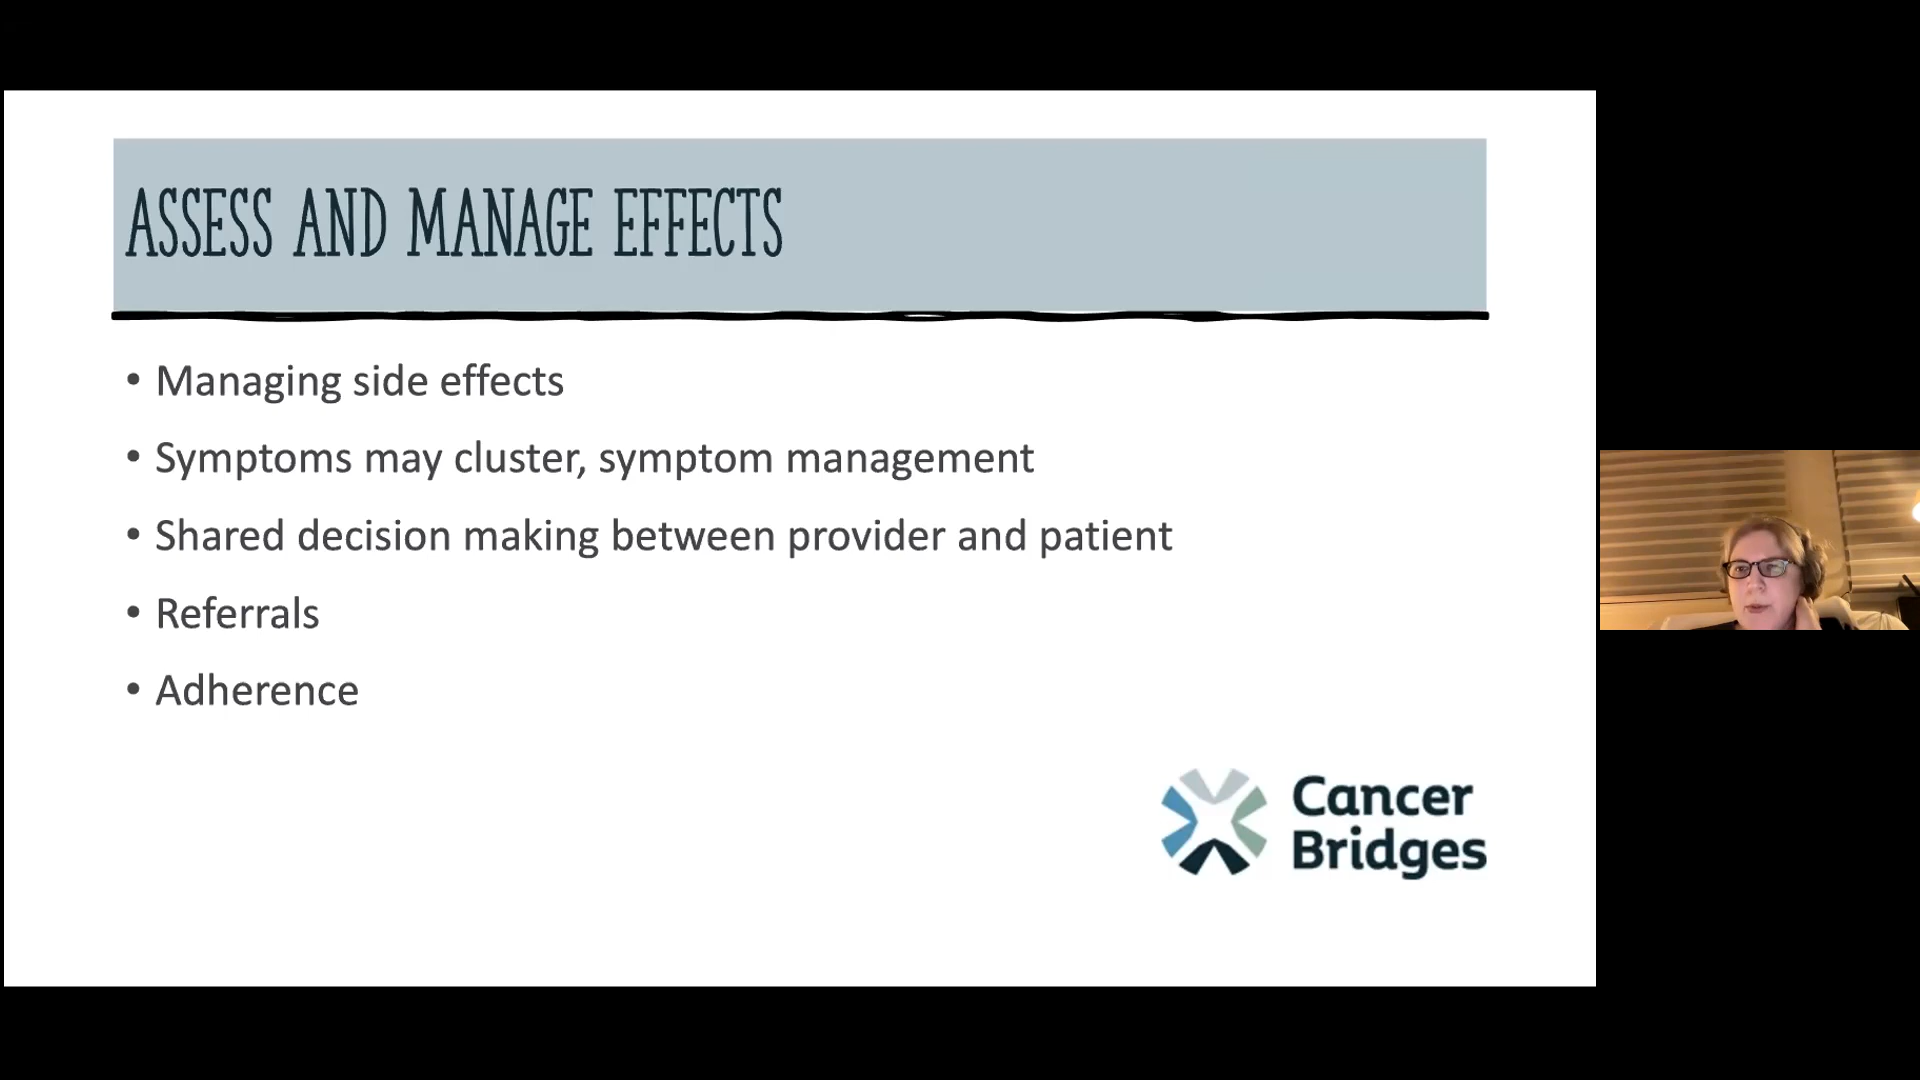 ASSESS AND MANAGE EFFECTS
• Managing side effects
• Symptoms may cluster, symptom management
• Shared decision making between provider and patient
• Referrals
• Adherence
Cancer
Bridges